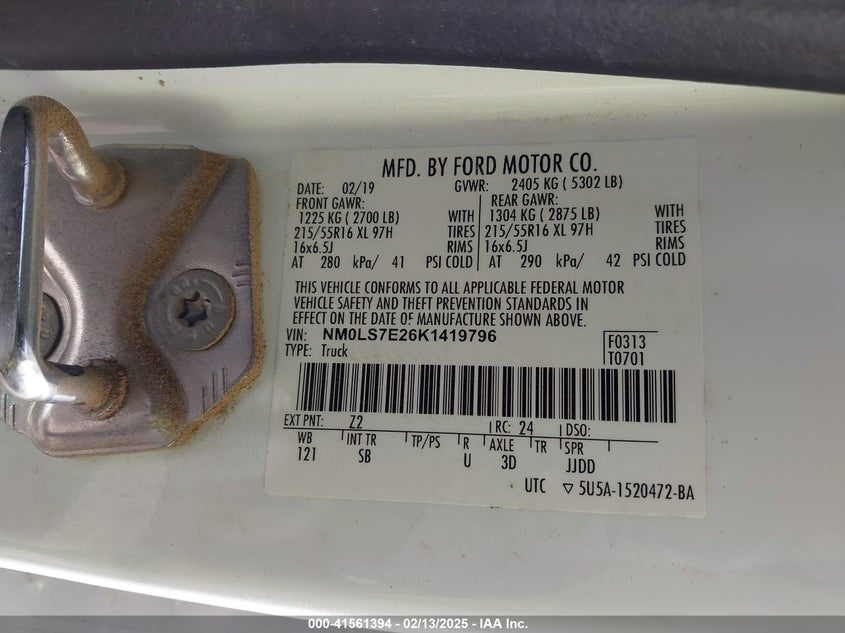 MFD. BY FORD MOTOR CO.
DATE: 02/19 GVWR: 2405 KG ( 5302 LB)
FRONT GAWR: REAR GAWR:
1225 KG ( 2700 LB) WITH 1304 KG ( 2875 LB) WITH
215/55R16 XL 97H TIRES 215/55R16 XL 97H TIRES
16x6.5J RIMS 16x6.5J RIMS
AT 280 kPa/ 41 PSI COLD AT 290 kPa/ 42 PSI COLD
THIS VEHICLE CONFORMS TO ALL APPLICABLE FEDERAL MOTOR
VEHICLE SAFETY AND THEFT PREVENTION STANDARDS IN
EFFECT ON THE DATE OF MANUFACTURE SHOWN ABOVE.
VIN: NM0LS7E26K1419796 F0313
TYPE: Truck T0701
EXT PNT: Z2 RC: 24 DSO:
WB INT TR TP/PS R AXLE TR SPR
121 SB U 3D JJDD
UTC ▽ 5U5A-1520472-BA
000-41561394 - 02/13/2025 - IAA Inc.